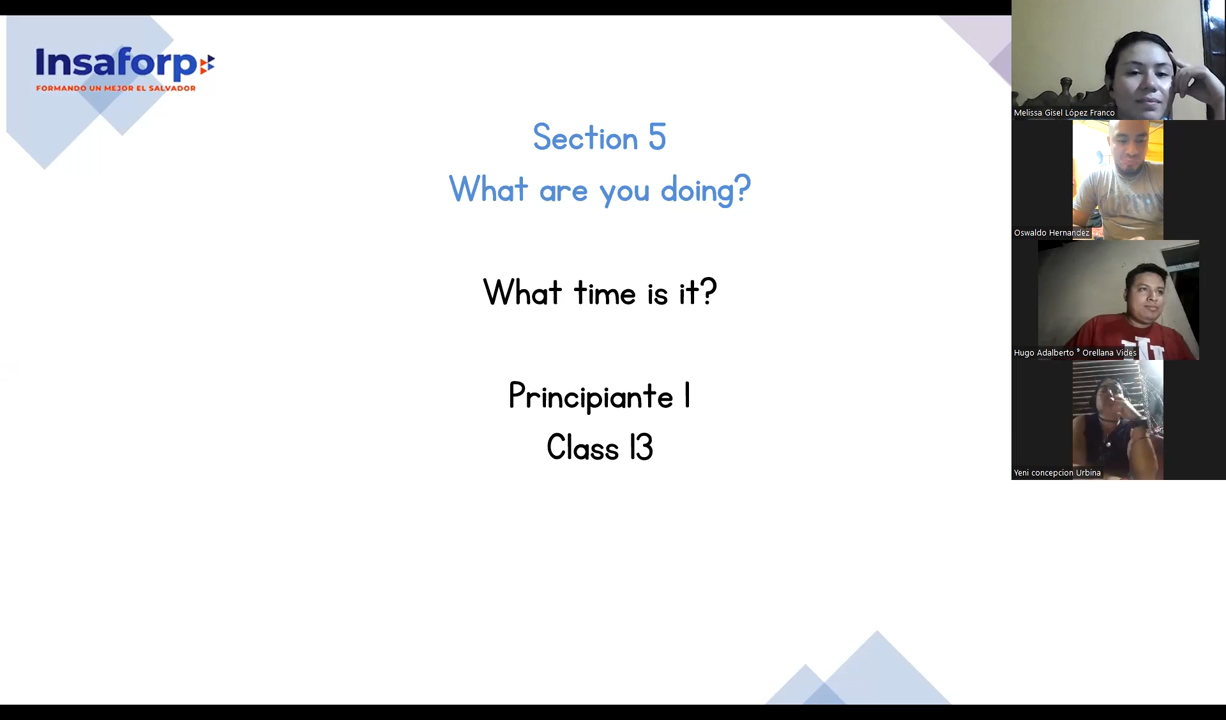 Insaforp
FORMANDO UN MEJOR EL SALVADOR
Section 5
What are you doing?
What time is it?
Principiante 1
Class 13
Melissa Gisel López Franco
Oswaldo Hernandez
Hugo Adalberto * Orellana Vides
Yeni concepcion Urbina